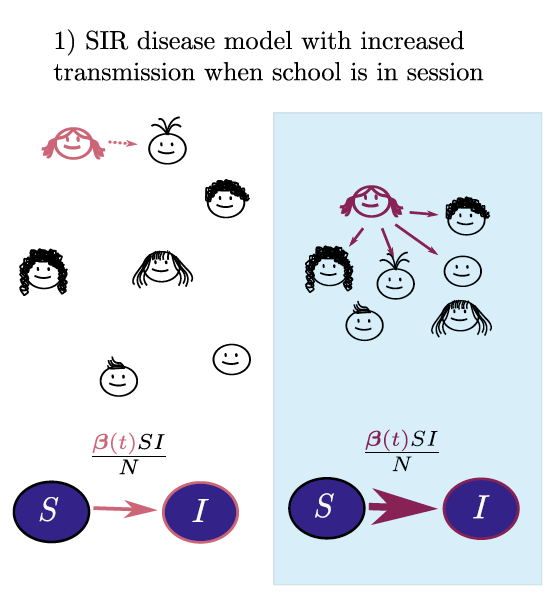 1) SIR disease model with increased
transmission when school is in session
β(t)SI
N
S
I
β(t)SI
N
S
I